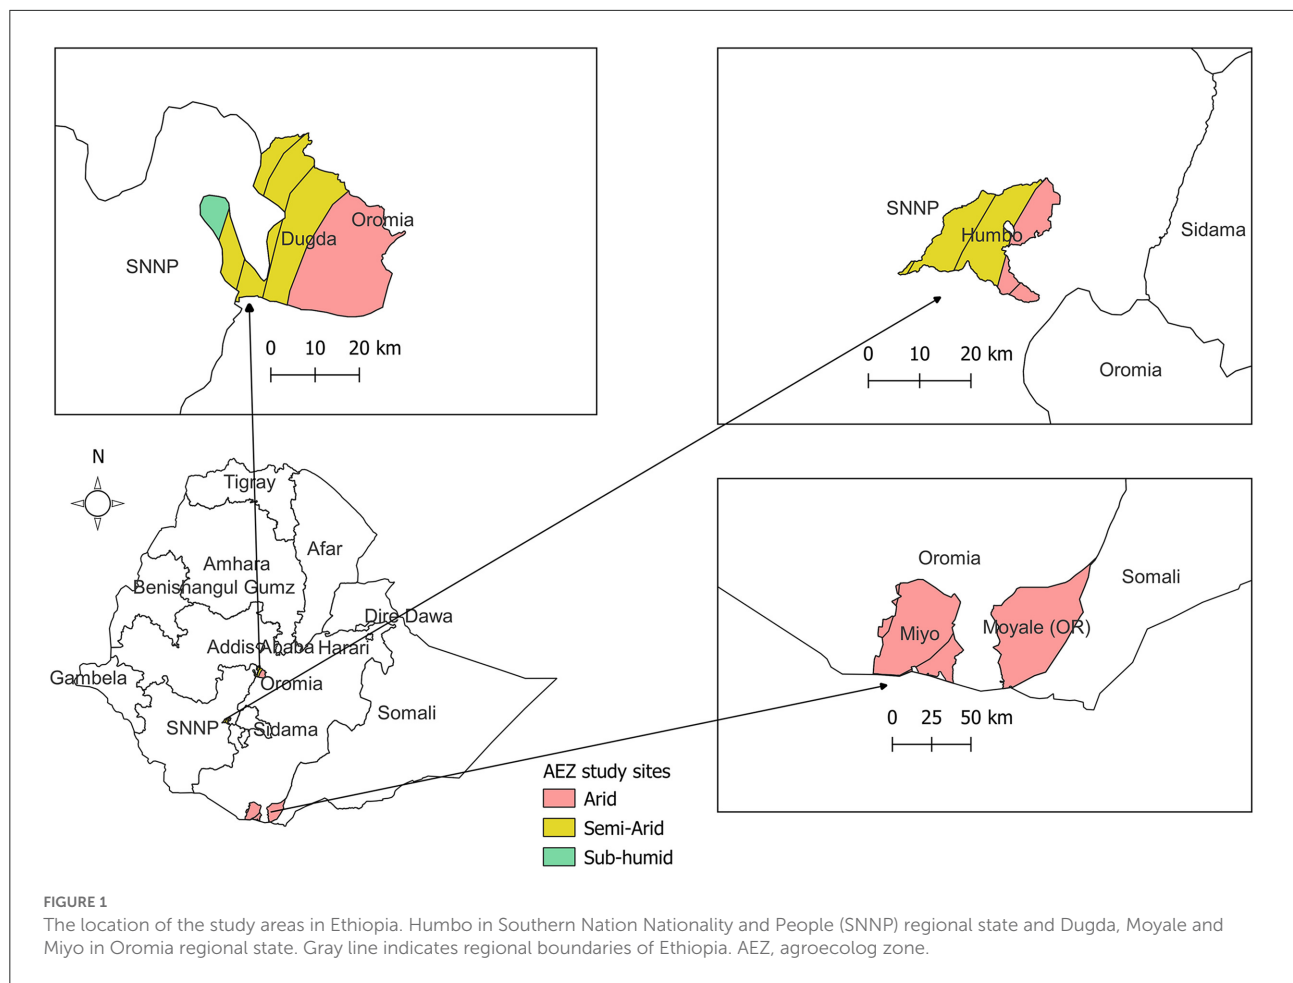 SNNP
Dugda
Oromia
0 10 20 km
SNNP
Humbo
Sidama
Oromia
0 10 20 km
N
Tigray
Afar
Amhara
Benishangul Gumz
Dire Dawa
Addis Ababa
Harari
Gambela
Oromia
SNNP
Sidama
Somali
Oromia
Somali
Miyo
Moyale (OR)
0 25 50 km
AEZ study sites
Arid
Semi-Arid
Sub-humid
FIGURE 1
The location of the study areas in Ethiopia. Humbo in Southern Nation Nationality and People (SNNP) regional state and Dugda, Moyale and
Miyo in Oromia regional state. Gray line indicates regional boundaries of Ethiopia. AEZ, agroecolog zone.